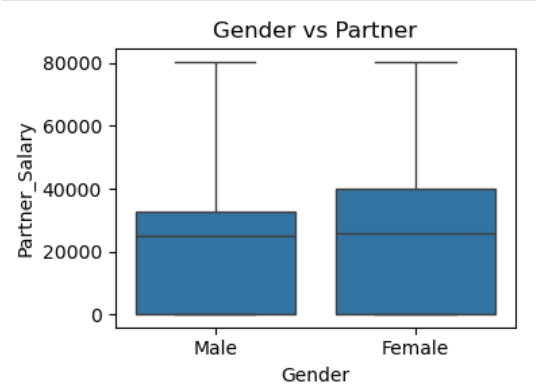 Gender vs Partner
80000
60000
40000
20000
0
Partner_Salary
Male Female
Gender